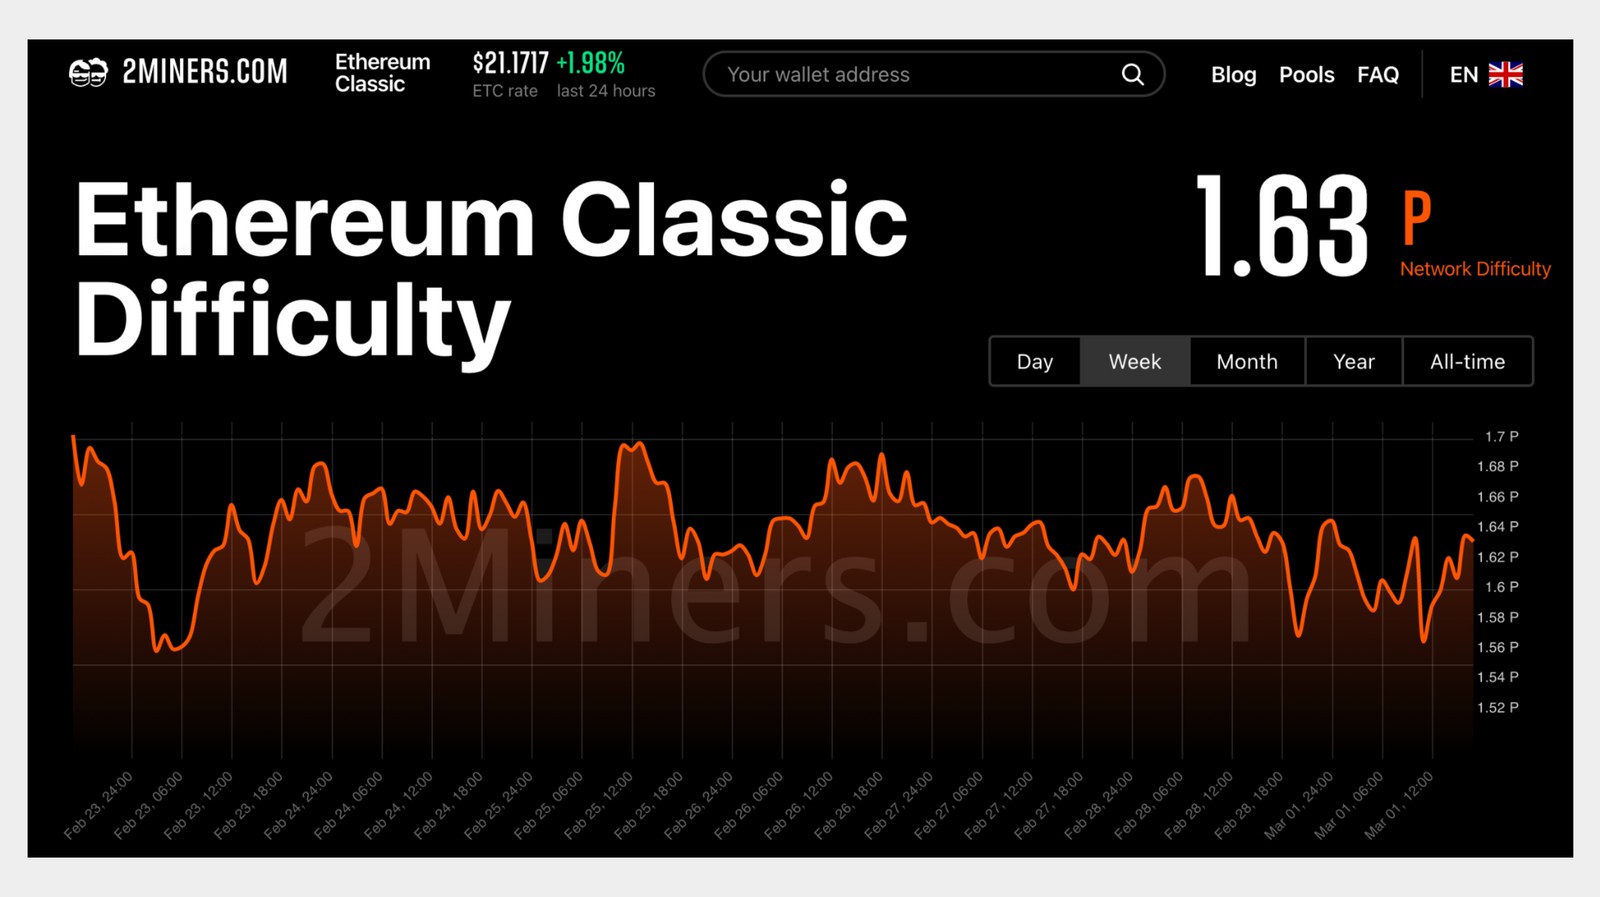 2MINERS.COM
Ethereum
Classic
$21.1717 +1.98%
ETC rate last 24 hours
Your wallet address
Blog Pools FAQ EN
Ethereum Classic
Difficulty
1.63 P
Network Difficulty
Day Week Month Year All-time
2Miners.com
1.7 P
1.68 P
1.66 P
1.64 P
1.62 P
1.6 P
1.58 P
1.56 P
1.54 P
1.52 P
Feb 23, 24:00
Feb 23, 06:00
Feb 23, 12:00
Feb 23, 18:00
Feb 24, 24:00
Feb 24, 06:00
Feb 24, 12:00
Feb 24, 18:00
Feb 25, 24:00
Feb 25, 06:00
Feb 25, 12:00
Feb 25, 18:00
Feb 26, 24:00
Feb 26, 06:00
Feb 26, 12:00
Feb 26, 18:00
Feb 27, 24:00
Feb 27, 06:00
Feb 27, 12:00
Feb 27, 18:00
Feb 28, 24:00
Feb 28, 06:00
Feb 28, 12:00
Feb 28, 18:00
Mar 01, 24:00
Mar 01, 06:00
Mar 01, 12:00